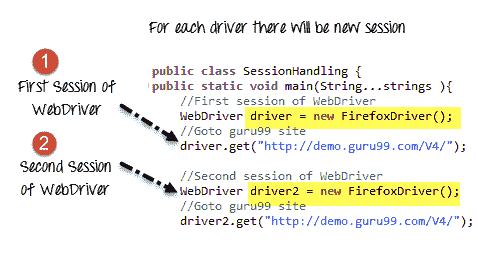 For each driver there will be new session
1
First Session of
WebDriver
2
Second Session
of WebDriver
public class SessionHandling {
public static void main(String...strings ){
//First session of WebDriver
WebDriver driver = new FirefoxDriver();
//Goto guru99 site
driver.get("http://demo.guru99.com/V4/");
//Second session of WebDriver
WebDriver driver2 = new FirefoxDriver();
//Goto guru99 site
driver2.get("http://demo.guru99.com/V4/");